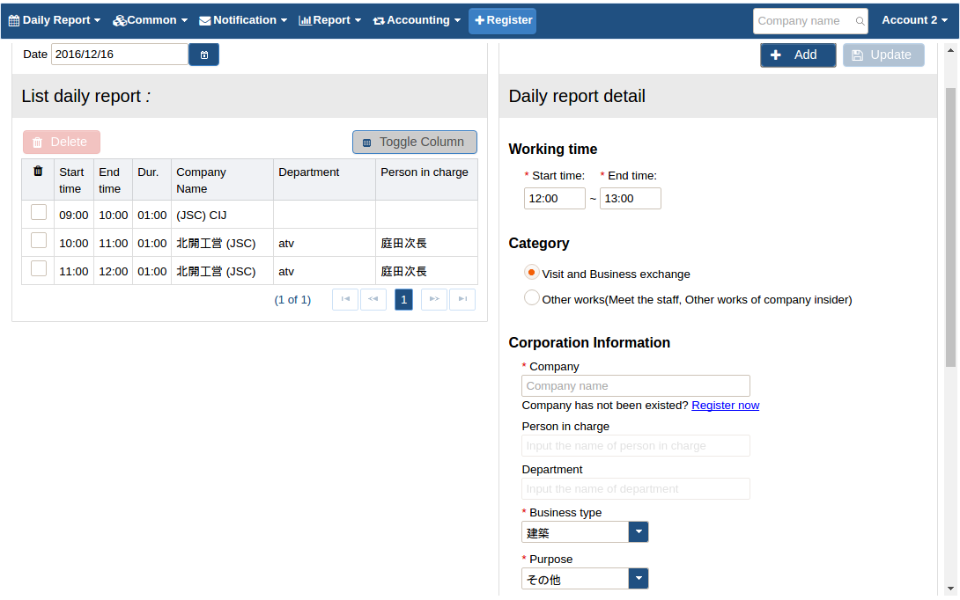 Daily Report Common Notification Report Accounting Register Company name Account 2
Date 2016/12/16
Add Update
List daily report :
Daily report detail
Delete Toggle Column
Start time End time Dur. Company Name Department Person in charge
09:00 10:00 01:00 (JSC) CIJ
10:00 11:00 01:00 北開工営 (JSC) atv 庭田次長
11:00 12:00 01:00 北開工営 (JSC) atv 庭田次長
(1 of 1) 1
Working time
* Start time: * End time:
12:00 ~ 13:00
Category
Visit and Business exchange
Other works(Meet the staff, Other works of company insider)
Corporation Information
* Company
Company name
Company has not been existed? Register now
Person in charge
Input the name of person in charge
Department
Input the name of department
* Business type
建築
* Purpose
その他